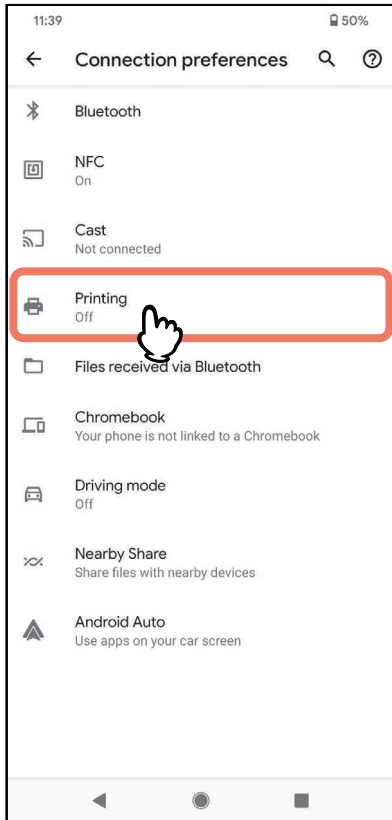 11:39 50%
Connection preferences
Bluetooth
NFC
On
Cast
Not connected
Printing
Off
Files received via Bluetooth
Chromebook
Your phone is not linked to a Chromebook
Driving mode
Off
Nearby Share
Share files with nearby devices
Android Auto
Use apps on your car screen